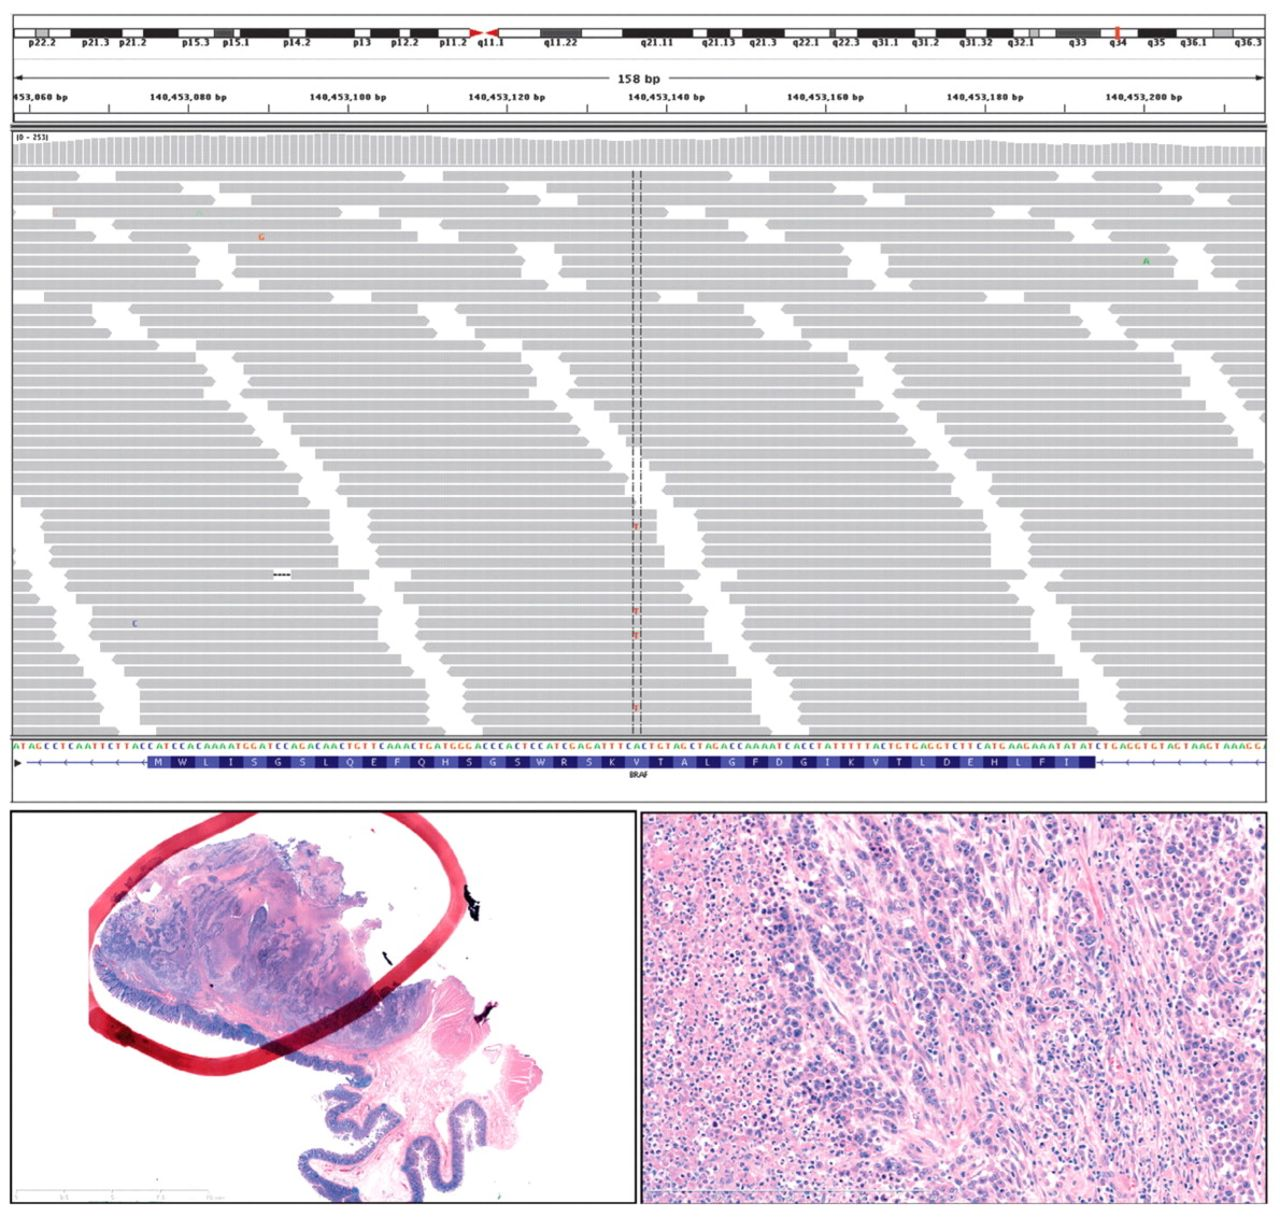 p22.2 p21.3 p21.2 p15.3 p15.1 p14.2 p13 p12.2 p11.2 q11.1 q11.22 q21.11 q21.13 q21.3 q22.1 q22.3 q31.1 q31.2 q31.32 q32.1 q33 q34 q35 q36.1 q36.3
158 bp
453,060 bp 140,453,080 bp 140,453,100 bp 140,453,120 bp 140,453,140 bp 140,453,160 bp 140,453,180 bp 140,453,200 bp
[0 - 253]
A
G
A
T
T
C
T
T
ATAGCCTCAATTCTTACCATCCACAAAATGGATCCAGACAACTGTTCAAACTGATGGGACCCACTCCATCGAGATTTCACTGTAGCTAGACCAAAATCACCTATTTTTACTGTGAGGTCTTCATGAAGAAATATATCTGAGGTGTAGTAAGTAAAGGA
M W L I S G S L Q E F Q H S G S W R S K V T A L G F D G I K V T L D E H L F I
BRAF